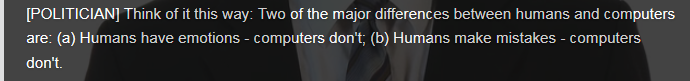 [POLITICIAN] Think of it this way: Two of the major differences between humans and computers
are: (a) Humans have emotions - computers don't; (b) Humans make mistakes - computers
don't.